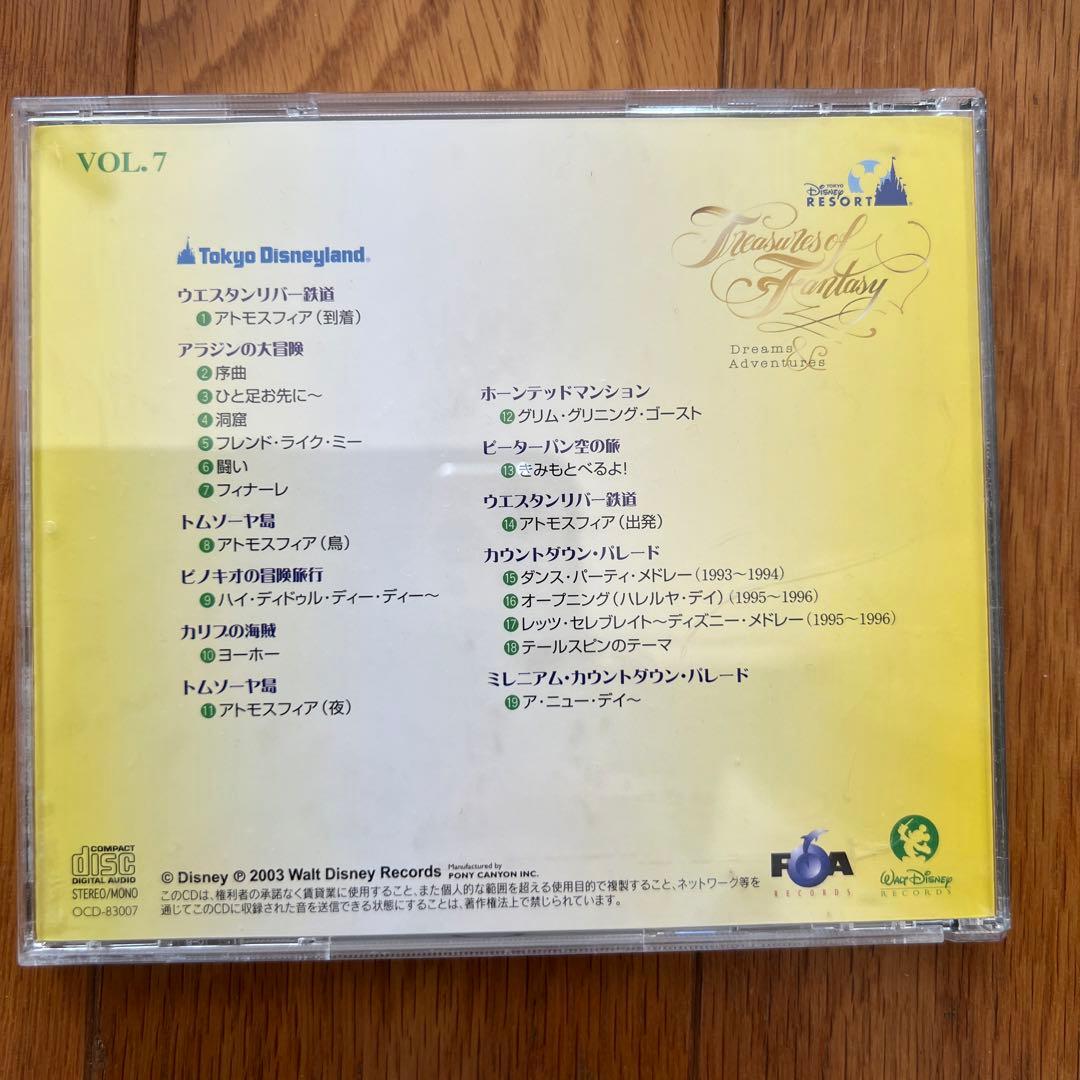 VOL.7
TOKYO
Disney
RESORT
Treasures of
Fantasy
Dreams &
Adventures
Tokyo Disneyland
ウエスタンリバー鉄道
1 アトモスフィア(到着)
アラジンの大冒険
2 序曲
3 ひと足お先に〜
4 洞窟
5 フレンド・ライク・ミー
6 闘い
7 フィナーレ
トムソーヤ島
8 アトモスフィア(鳥)
ピノキオの冒険旅行
9 ハイ・ディドゥル・ディー・ディー〜
カリブの海賊
10 ヨーホー
トムソーヤ島
11 アトモスフィア(夜)
ホーンテッドマンション
12 グリム・グリニング・ゴースト
ピーターパン空の旅
13 きみもとべるよ!
ウエスタンリバー鉄道
14 アトモスフィア(出発)
カウントダウン・パレード
15 ダンス・パーティ・メドレー(1993〜1994)
16 オープニング(ハレルヤ・デイ)(1995〜1996)
17 レッツ・セレブレイト〜ディズニー・メドレー(1995〜1996)
18 テールスピンのテーマ
ミレニアム・カウントダウン・パレード
19 ア・ニュー・デイ〜
COMPACT
disc
DIGITAL AUDIO
STEREO/MONO
OCD-83007
© Disney ℗ 2003 Walt Disney Records Manufactured by PONY CANYON INC.
このCDは、権利者の承諾なく賃貸業に使用すること、また個人的な範囲を超える使用目的で複製すること、ネットワーク等を
通じてこのCDに収録された音を送信できる状態にすることは、著作権法上で禁じられています。
FOA
RECORDS
WALT DISNEY
RECORDS